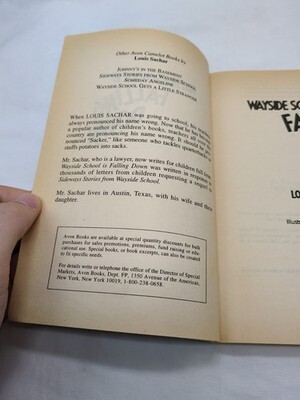 Other Avon Camelot Books by
Louis Sachar
JOHNNY'S IN THE BASEMENT
SIDEWAYS STORIES FROM WAYSIDE SCHOOL
SOMEDAY ANGELINE
WAYSIDE SCHOOL GETS A LITTLE STRANGER
When LOUIS SACHAR was going to school, his
always pronounced his name wrong. Now that he has
a popular author of children's books, teachers all over the
country are pronouncing his name wrong. It should be
nounced "Sacker," like someone who tackles quarterbacks or
stuffs potatoes into sacks.
Mr. Sachar, who is a lawyer, now writes for children full
Wayside School is Falling Down was written in response to
thousands of letters from children requesting a sequel to
Sideways Stories from Wayside School.
Mr. Sachar lives in Austin, Texas, with his wife and their
daughter.
Avon Books are available at special quantity discounts for bulk
purchases for sales promotions, premiums, fund raising or edu-
cational use. Special books, or book excerpts, can also be created
to fit specific needs.
For details write or telephone the office of the Director of Special
Markets, Avon Books, Dept. FP, 1350 Avenue of the Americas,
New York, New York 10019, 1-800-238-0658.
WAYSIDE SC
FA
LO
Illustr